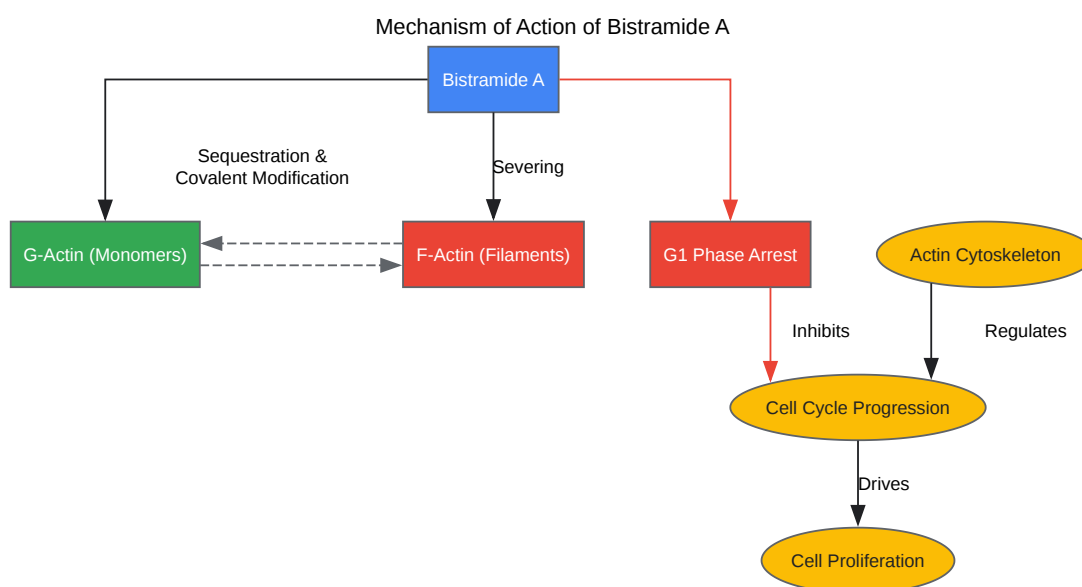 Mechanism of Action of Bistramide A
Bistramide A
Sequestration &
Covalent Modification
Severing
G-Actin (Monomers)
F-Actin (Filaments)
G1 Phase Arrest
Actin Cytoskeleton
Inhibits
Regulates
Cell Cycle Progression
Drives
Cell Proliferation